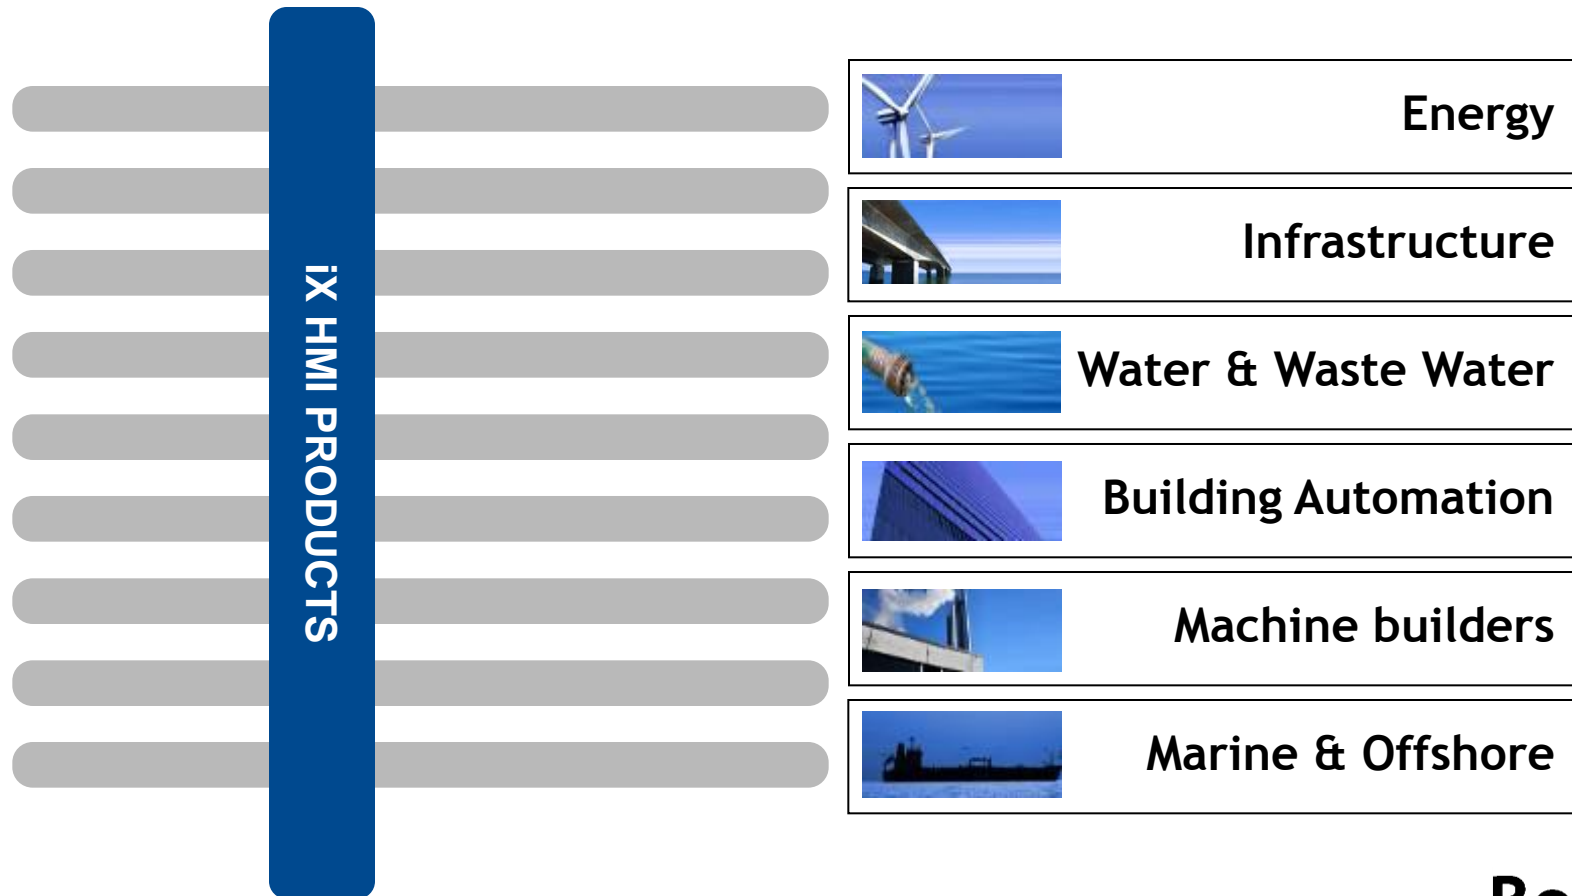 iX HMI PRODUCTS
Energy
Infrastructure
Water & Waste Water
Building Automation
Machine builders
Marine & Offshore